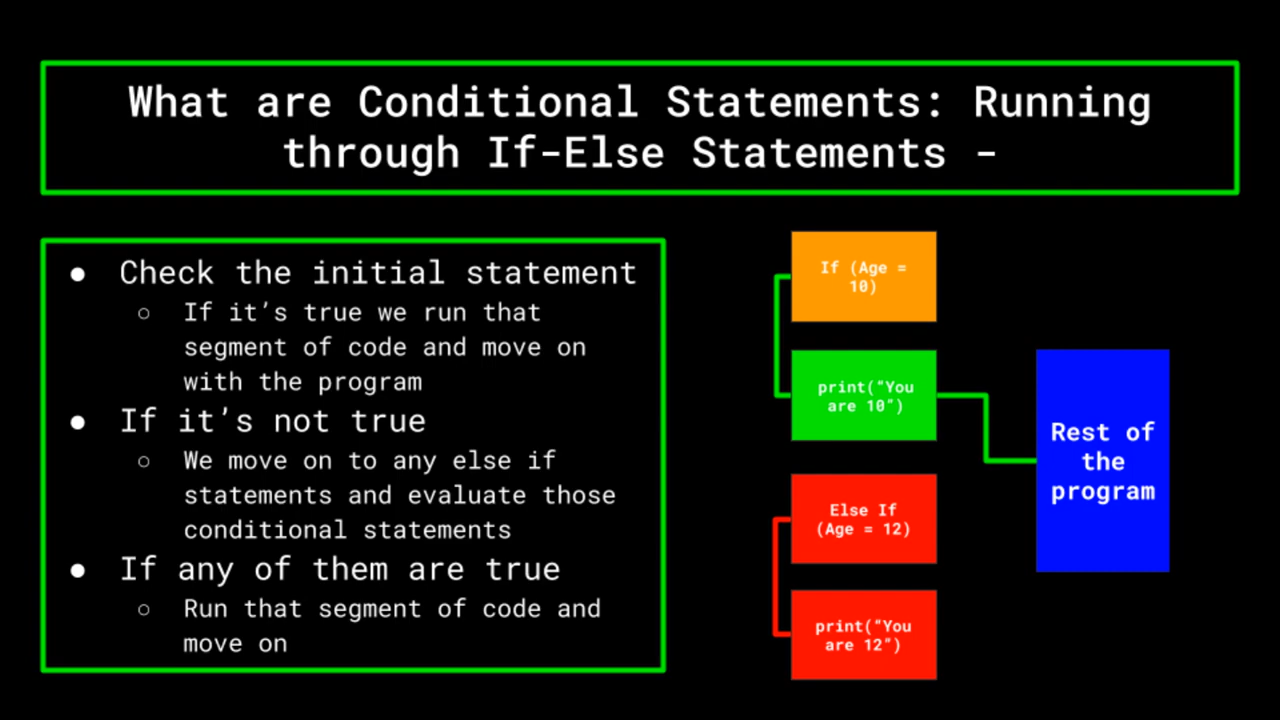 What are Conditional Statements: Running
through If-Else Statements -
● Check the initial statement
○ If it’s true we run that
segment of code and move on
with the program
● If it’s not true
○ We move on to any else if
statements and evaluate those
conditional statements
● If any of them are true
○ Run that segment of code and
move on
If (Age =
10)
print(“You
are 10”)
Else If
(Age = 12)
print(“You
are 12”)
Rest of
the
program